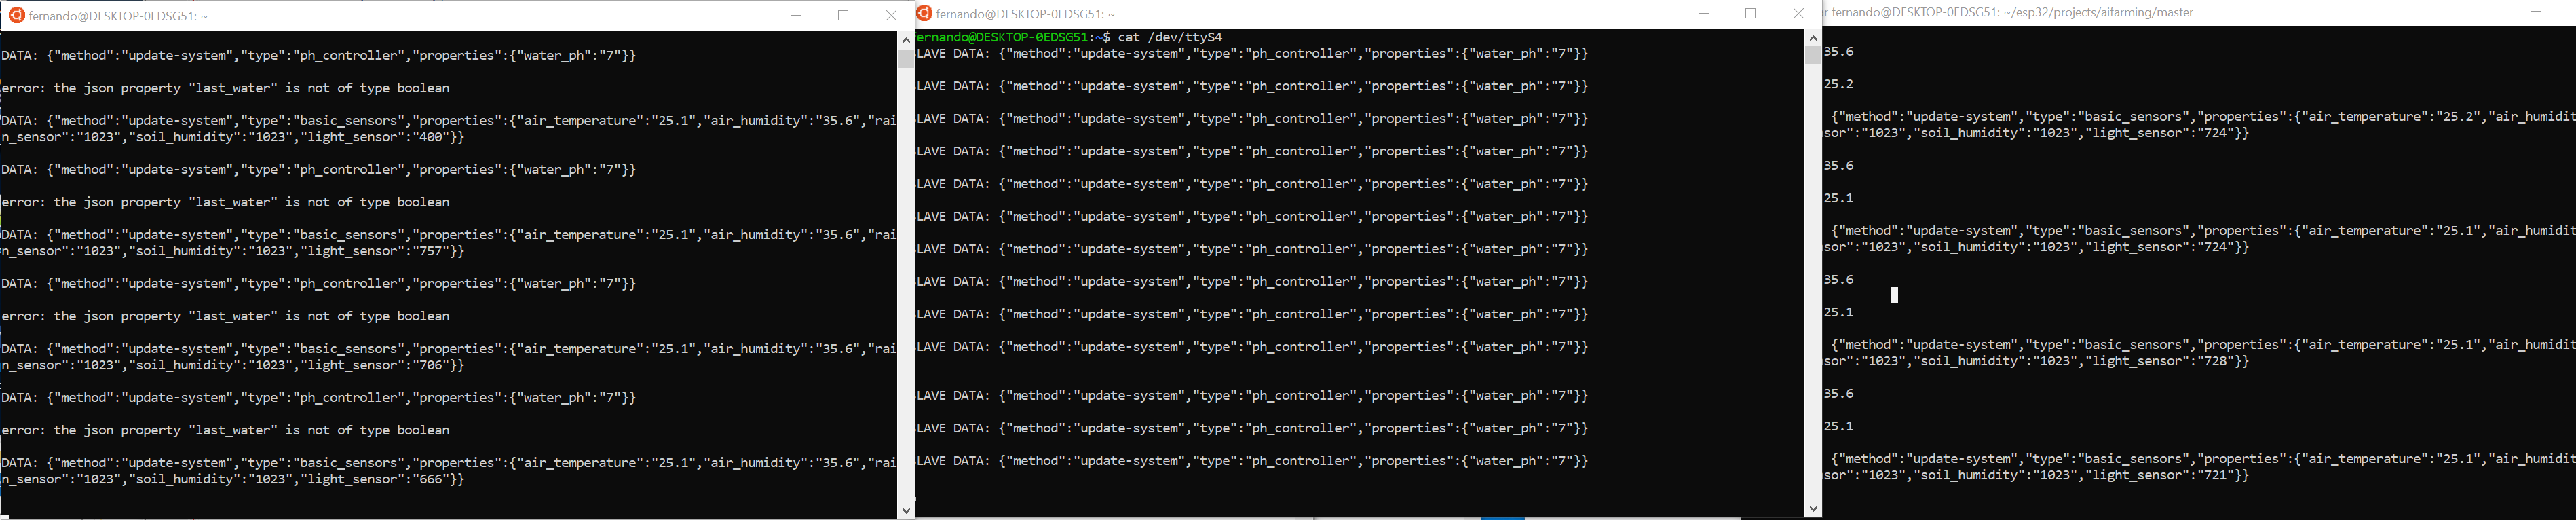 fernando@DESKTOP-0EDSG51: ~
DATA: {"method":"update-system","type":"ph_controller","properties":{"water_ph":"7"}}
error: the json property "last_water" is not of type boolean
DATA: {"method":"update-system","type":"basic_sensors","properties":{"air_temperature":"25.1","air_humidity":"35.6","rai
n_sensor":"1023","soil_humidity":"1023","light_sensor":"400"}}
DATA: {"method":"update-system","type":"ph_controller","properties":{"water_ph":"7"}}
error: the json property "last_water" is not of type boolean
DATA: {"method":"update-system","type":"basic_sensors","properties":{"air_temperature":"25.1","air_humidity":"35.6","rai
n_sensor":"1023","soil_humidity":"1023","light_sensor":"757"}}
DATA: {"method":"update-system","type":"ph_controller","properties":{"water_ph":"7"}}
error: the json property "last_water" is not of type boolean
DATA: {"method":"update-system","type":"basic_sensors","properties":{"air_temperature":"25.1","air_humidity":"35.6","rai
n_sensor":"1023","soil_humidity":"1023","light_sensor":"706"}}
DATA: {"method":"update-system","type":"ph_controller","properties":{"water_ph":"7"}}
error: the json property "last_water" is not of type boolean
DATA: {"method":"update-system","type":"basic_sensors","properties":{"air_temperature":"25.1","air_humidity":"35.6","rai
n_sensor":"1023","soil_humidity":"1023","light_sensor":"666"}}
fernando@DESKTOP-0EDSG51: ~
fernando@DESKTOP-0EDSG51:~$ cat /dev/ttyS4
SLAVE DATA: {"method":"update-system","type":"ph_controller","properties":{"water_ph":"7"}}
SLAVE DATA: {"method":"update-system","type":"ph_controller","properties":{"water_ph":"7"}}
SLAVE DATA: {"method":"update-system","type":"ph_controller","properties":{"water_ph":"7"}}
SLAVE DATA: {"method":"update-system","type":"ph_controller","properties":{"water_ph":"7"}}
SLAVE DATA: {"method":"update-system","type":"ph_controller","properties":{"water_ph":"7"}}
SLAVE DATA: {"method":"update-system","type":"ph_controller","properties":{"water_ph":"7"}}
SLAVE DATA: {"method":"update-system","type":"ph_controller","properties":{"water_ph":"7"}}
SLAVE DATA: {"method":"update-system","type":"ph_controller","properties":{"water_ph":"7"}}
SLAVE DATA: {"method":"update-system","type":"ph_controller","properties":{"water_ph":"7"}}
SLAVE DATA: {"method":"update-system","type":"ph_controller","properties":{"water_ph":"7"}}
SLAVE DATA: {"method":"update-system","type":"ph_controller","properties":{"water_ph":"7"}}
SLAVE DATA: {"method":"update-system","type":"ph_controller","properties":{"water_ph":"7"}}
SLAVE DATA: {"method":"update-system","type":"ph_controller","properties":{"water_ph":"7"}}
fernando@DESKTOP-0EDSG51: ~/esp32/projects/aifarming/master
35.6
25.2
{"method":"update-system","type":"basic_sensors","properties":{"air_temperature":"25.2","air_humidit
sor":"1023","soil_humidity":"1023","light_sensor":"724"}}
35.6
25.1
{"method":"update-system","type":"basic_sensors","properties":{"air_temperature":"25.1","air_humidit
sor":"1023","soil_humidity":"1023","light_sensor":"724"}}
35.6
25.1
{"method":"update-system","type":"basic_sensors","properties":{"air_temperature":"25.1","air_humidit
sor":"1023","soil_humidity":"1023","light_sensor":"728"}}
35.6
25.1
{"method":"update-system","type":"basic_sensors","properties":{"air_temperature":"25.1","air_humidit
sor":"1023","soil_humidity":"1023","light_sensor":"721"}}